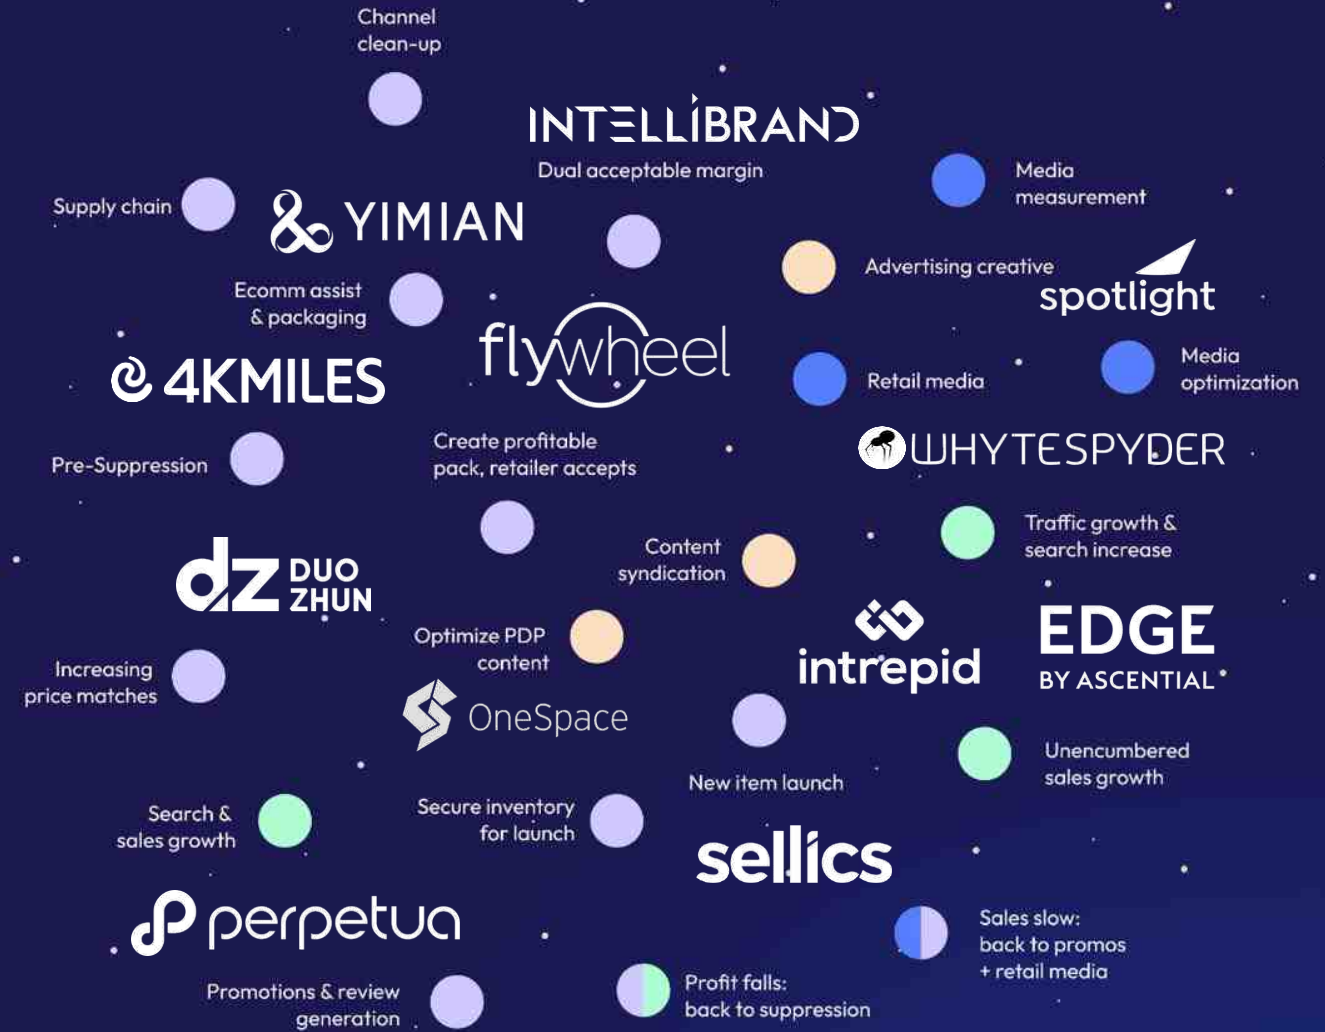 Channel
clean-up
INTELLIBRAND
Dual acceptable margin
Media
measurement
Supply chain
& YIMIAN
Advertising creative
spotlight
Ecomm assist
& packaging
flywheel
4KMILES
Retail media
Media
optimization
Create profitable
pack, retailer accepts
WHYTESPYDER
Pre-Suppression
Traffic growth &
search increase
Content
syndication
dz DUO
ZHUN
Optimize PDP
content
intrepid
EDGE
BY ASCENTIAL
Increasing
price matches
OneSpace
Unencumbered
sales growth
New item launch
Search &
sales growth
Secure inventory
for launch
sellics
perpetua
Sales slow:
back to promos
+ retail media
Promotions & review
generation
Profit falls:
back to suppression